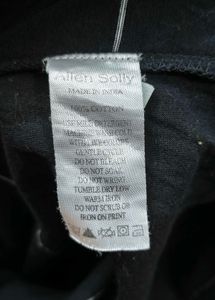 Allen Solly
MADE IN INDIA
100% COTTON
USE MILD DETERGENT
MACHINE WASH COLD
WITH LIKE COLORS
GENTLE CYCLE
DO NOT BLEACH
DO NOT SOAK
DO NOT WRING
TUMBLE DRY LOW
WARM IRON
DO NOT SCRUB OR
IRON ON PRINT